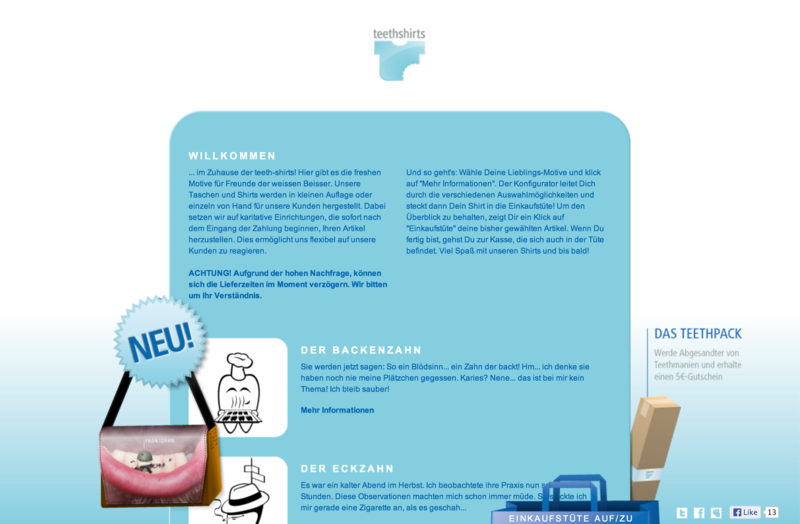 teethshirts
WILLKOMMEN
... im Zuhause der teeth-shirts! Hier gibt es die freshen
Motive für Freunde der weissen Beisser. Unsere
Taschen und Shirts werden in kleinen Auflage oder
einzeln von Hand für unsere Kunden hergestellt. Dabei
setzen wir auf karitative Einrichtungen, die sofort nach
dem Eingang der Zahlung beginnen, Ihren Artikel
herzustellen. Dies ermöglicht uns flexibel auf unsere
Kunden zu reagieren.
ACHTUNG! Aufgrund der hohen Nachfrage, können
sich die Lieferzeiten im Moment verzögern. Wir bitten
um Ihr Verständnis.
Und so geht's: Wähle Deine Lieblings-Motive und klick
auf "Mehr Informationen". Der Konfigurator leitet Dich
durch die verschiedenen Auswahlmöglichkeiten und
steckt dann Dein Shirt in die Einkaufstüte! Um den
Überblick zu behalten, zeigt Dir ein Klick auf
"Einkaufstüte" deine bisher gewählten Artikel. Wenn Du
fertig bist, gehst Du zur Kasse, die sich auch in der Tüte
befindet. Viel Spaß mit unseren Shirts und bis bald!
NEU!
DER BACKENZAHN
Sie werden jetzt sagen: So ein Blödsinn... ein Zahn der backt! Hm... ich denke sie
haben noch nie meine Plätzchen gegessen. Karies? Nene... das ist bei mir kein
Thema! Ich bleib sauber!
Mehr Informationen
DAS TEETHPACK
Werde Abgesandter von
Teethmanien und erhalte
einen 5€-Gutschein
DER ECKZAHN
Es war ein kalter Abend im Herbst. Ich beobachtete ihre Praxis nun
Stunden. Diese Observationen machten mich schon immer müde.
mir gerade eine Zigarette an, als es geschah...
EINKAUFSTÜTE AUF/ZU
Like 13